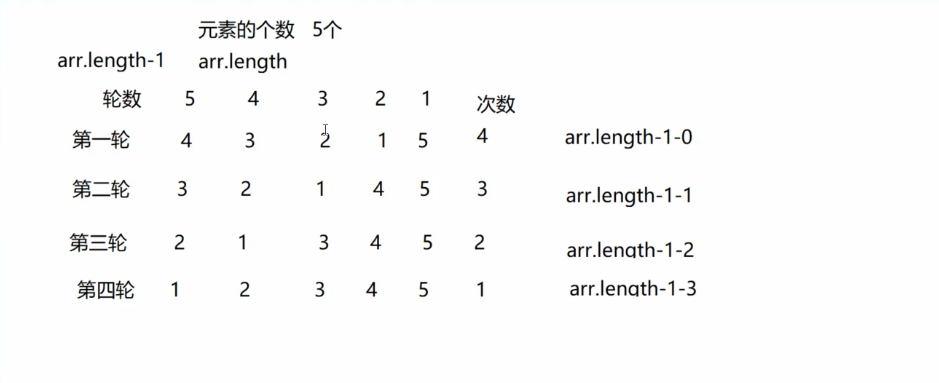 元素的个数 5个
arr.length-1 arr.length
轮数 5 4 3 2 1 次数
第一轮 4 3 2 1 5 4 arr.length-1-0
第二轮 3 2 1 4 5 3 arr.length-1-1
第三轮 2 1 3 4 5 2 arr.length-1-2
第四轮 1 2 3 4 5 1 arr.length-1-3